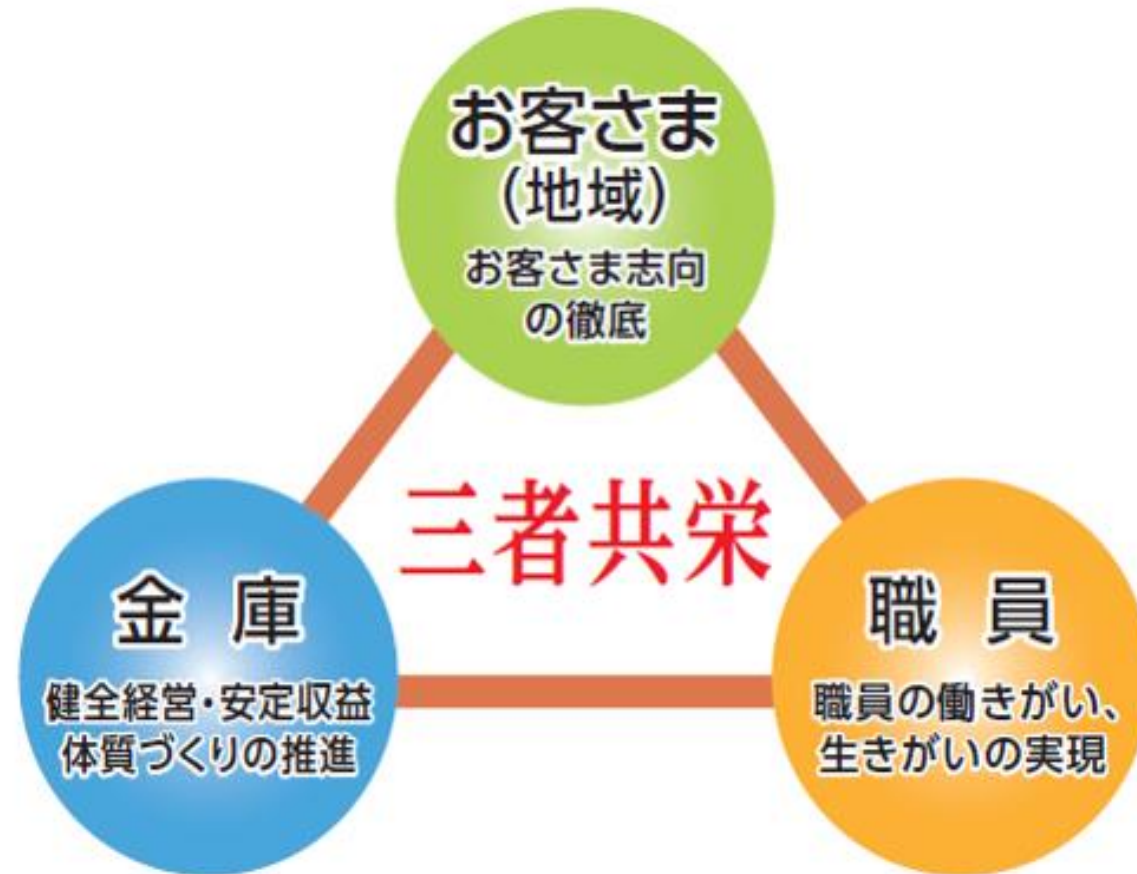 お客さま
(地域)
お客さま志向
の徹底
三者共栄
金庫
健全経営・安定収益
体質づくりの推進
職員
職員の働きがい、
生きがいの実現